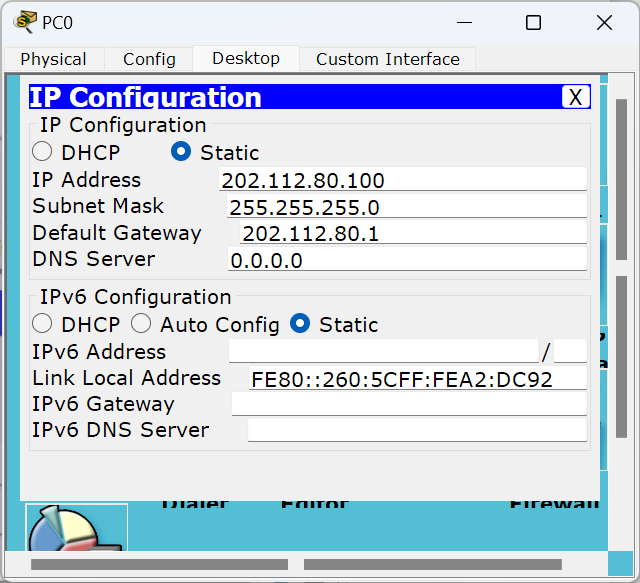 PC0
Physical Config Desktop Custom Interface
IP Configuration X
IP Configuration
DHCP Static
IP Address 202.112.80.100
Subnet Mask 255.255.255.0
Default Gateway 202.112.80.1
DNS Server 0.0.0.0
IPv6 Configuration
DHCP Auto Config Static
IPv6 Address /
Link Local Address FE80::260:5CFF:FEA2:DC92
IPv6 Gateway
IPv6 DNS Server
Dialer Editor Firewall